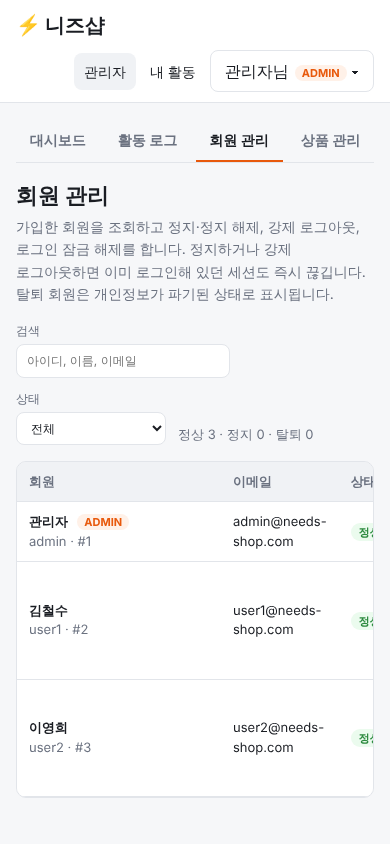 ⚡ 니즈샵
관리자 내 활동 관리자님 ADMIN
대시보드 활동 로그 회원 관리 상품 관리
회원 관리
가입한 회원을 조회하고 정지·정지 해제, 강제 로그아웃,
로그인 잠금 해제를 합니다. 정지하거나 강제
로그아웃하면 이미 로그인해 있던 세션도 즉시 끊깁니다.
탈퇴 회원은 개인정보가 파기된 상태로 표시됩니다.
검색
아이디, 이름, 이메일
상태
전체 정상 3 · 정지 0 · 탈퇴 0
회원 이메일
관리자 ADMIN admin@needs-
admin · #1 shop.com
김철수 user1@needs-
user1 · #2 shop.com
이영희 user2@needs-
user2 · #3 shop.com